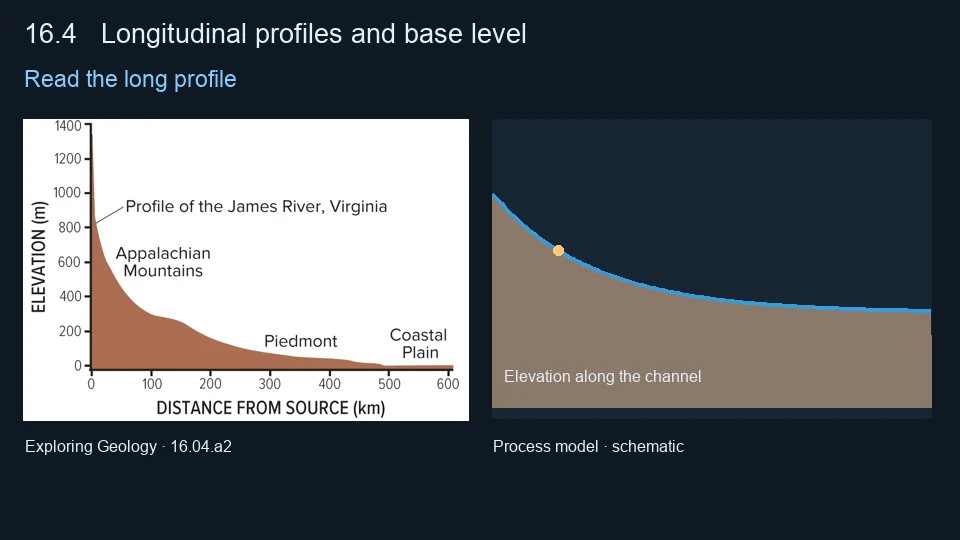 16.4 Longitudinal profiles and base level
Read the long profile
1400
1200
1000
800
600
400
200
0
ELEVATION (m)
Profile of the James River, Virginia
Appalachian
Mountains
Piedmont
Coastal
Plain
0 100 200 300 400 500 600
DISTANCE FROM SOURCE (km)
Elevation along the channel
Exploring Geology · 16.04.a2
Process model · schematic